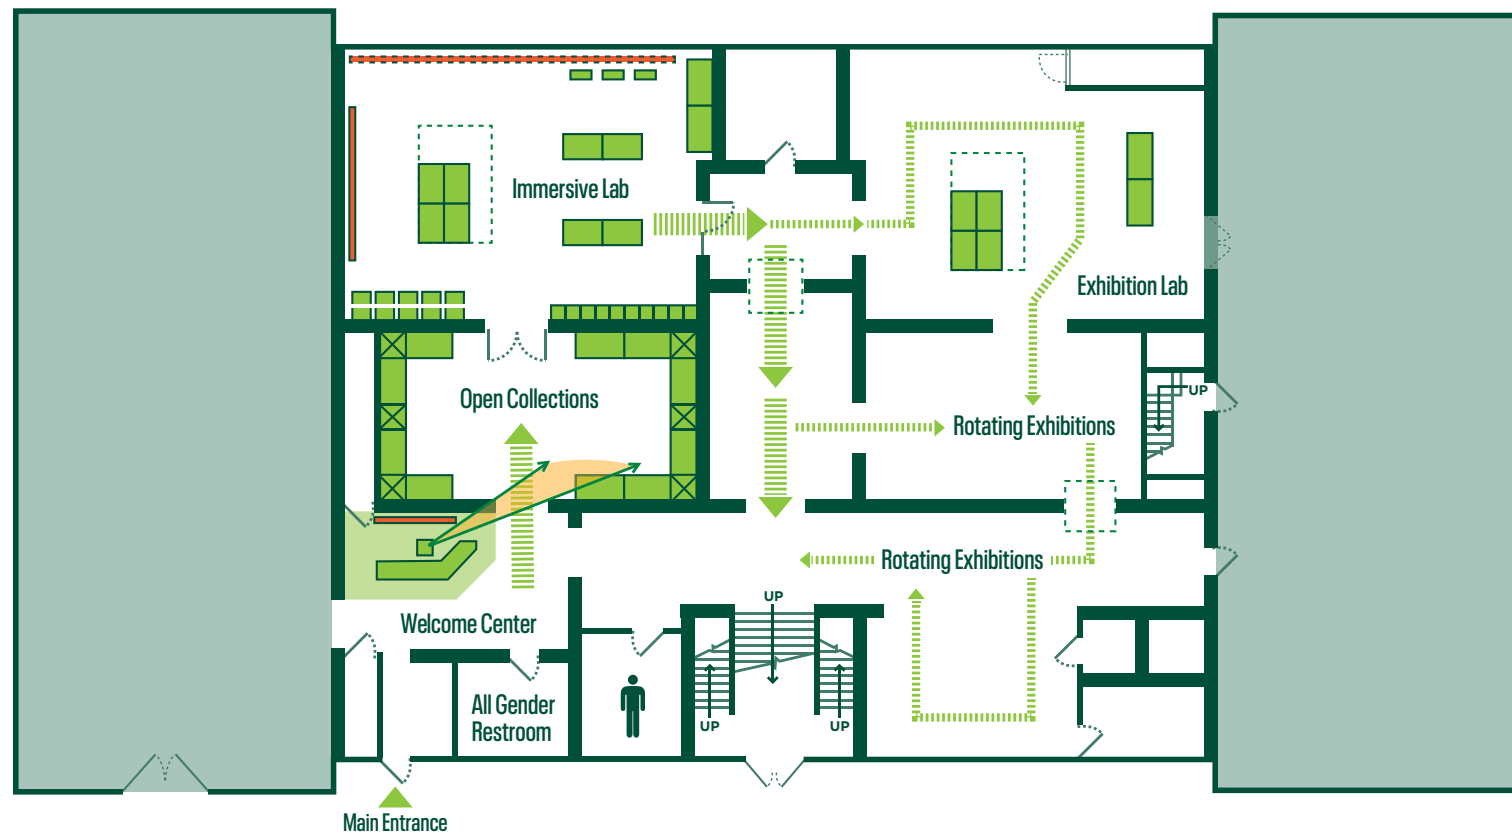 Immersive Lab
Exhibition Lab
Open Collections
UP
Rotating Exhibitions
Rotating Exhibitions
UP
Welcome Center
All Gender
Restroom
UP
UP
Main Entrance